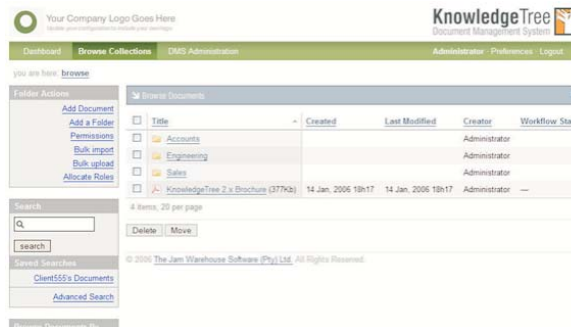 Your Company Logo Goes Here
KnowledgeTree
Document Management System
Dashboard Browse Collections DMS Administration Administrator · Preferences · Logout
you are here: browse
Folder Actions
Add Document
Add a Folder
Permissions
Bulk import
Bulk upload
Allocate Roles
Browse Documents
Title Created Last Modified Creator Workflow Sta
Accounts Administrator
Engineering Administrator
Sales Administrator
KnowledgeTree 2.x Brochure (377Kb) 14 Jan, 2006 18h17 14 Jan, 2006 18h17 Administrator —
4 items, 20 per page
Delete Move
Search
search
Saved Searches
Client555's Documents
Advanced Search
© 2006 The Jam Warehouse Software (Pty) Ltd. All Rights Reserved.